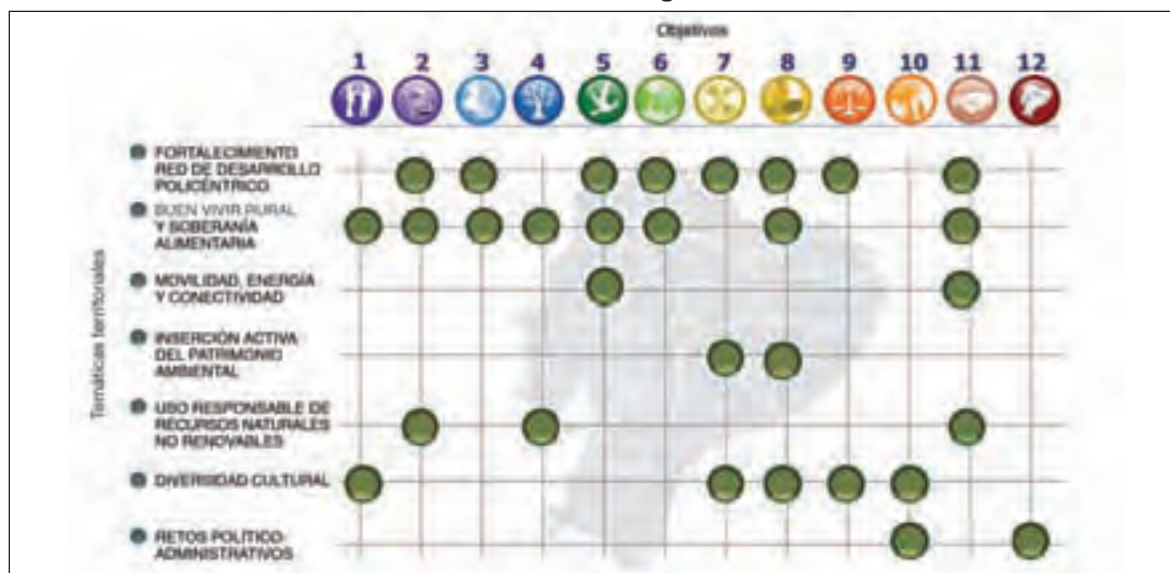 Objetivos
1 2 3 4 5 6 7 8 9 10 11 12
Temáticas territoriales
FORTALECIMIENTO
RED DE DESARROLLO
POLICÉNTRICO
BUEN VIVIR RURAL
Y SOBERANÍA
ALIMENTARIA
MOVILIDAD, ENERGÍA
Y CONECTIVIDAD
INSERCIÓN ACTIVA
DEL PATRIMONIO
AMBIENTAL
USO RESPONSABLE DE
RECURSOS NATURALES
NO RENOVABLES
DIVERSIDAD CULTURAL
RETOS POLÍTICO-
ADMINISTRATIVOS